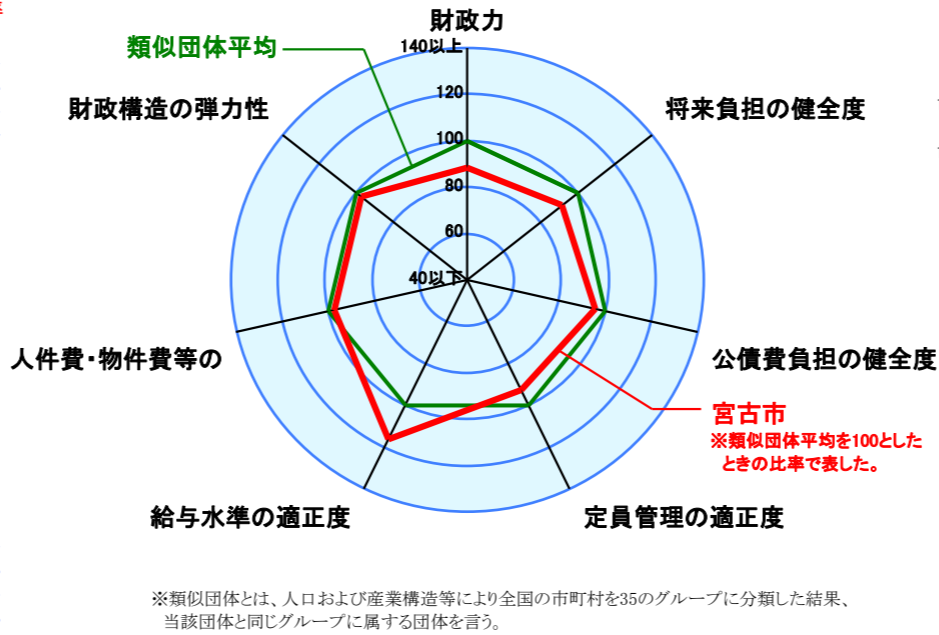 財政力
140以上
類似団体平均
120
財政構造の弾力性
将来負担の健全度
100
80
60
40以下
人件費・物件費等の
公債費負担の健全度
宮古市
※類似団体平均を100とした
ときの比率で表した。
給与水準の適正度
定員管理の適正度
※類似団体とは、人口および産業構造等により全国の市町村を35のグループに分類した結果、
当該団体と同じグループに属する団体を言う。